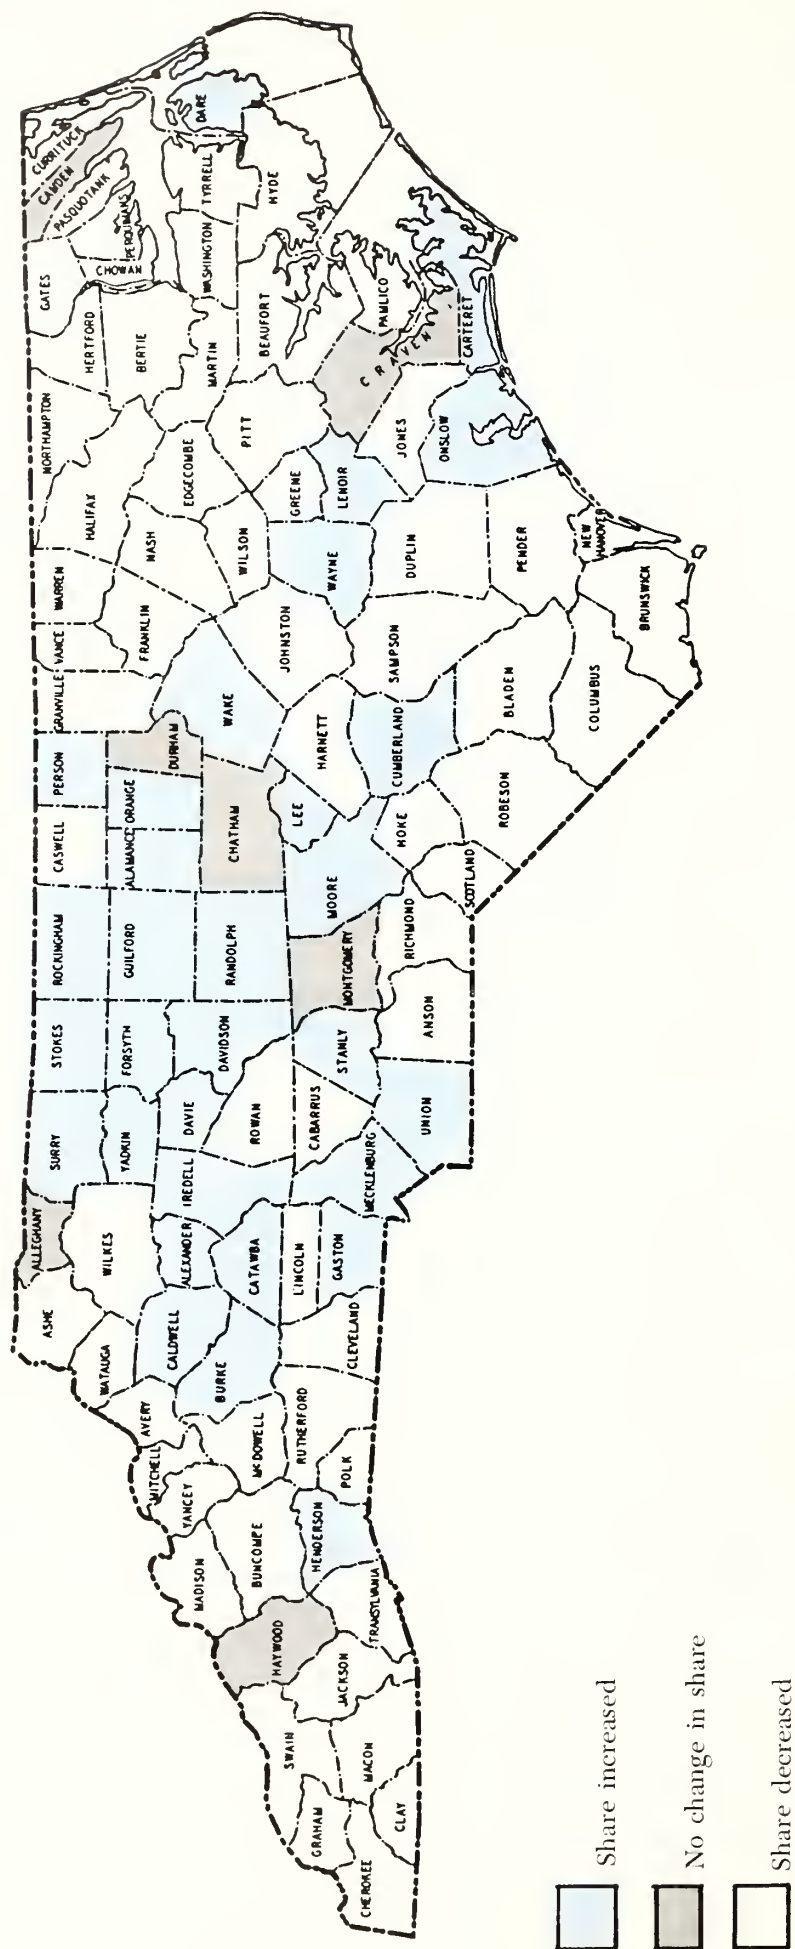 CURRITUCK
CAMDEN
PASQUOTANK
PERQUIMANS
CHOWAN
GATES
HERTFORD
NORTHAMPTON
BERTIE
HALIFAX
WARREN
VANCE
GRANVILLE
PERSON
CASWELL
ROCKINGHAM
STOKES
SURRY
ALLEGHANY
ASHE
DARE
TYRRELL
WASHINGTON
MARTIN
EDGECOMBE
NASH
FRANKLIN
DURHAM
ORANGE
ALAMANCE
GUILFORD
FORSYTH
YADKIN
WILKES
WATAUGA
HYDE
BEAUFORT
PITT
WILSON
WAKE
CHATHAM
RANDOLPH
DAVIDSON
DAVIE
IREDELL
ALEXANDER
CALDWELL
AVERY
MITCHELL
YANCEY
MADISON
PAMLICO
CRAVEN
GREENE
LENOIR
WAYNE
JOHNSTON
HARNETT
LEE
MOORE
MONTGOMERY
STANLY
ROWAN
CABARRUS
CATAWBA
LINCOLN
BURKE
MCDOWELL
BUNCOMPE
HAYWOOD
CARTERET
JONES
ONSLOW
DUPLIN
SAMPSON
CUMBERLAND
HOKE
SCOTLAND
RICHMOND
ANSON
UNION
MECKLENBURG
GASTON
CLEVELAND
RUTHERFORD
POLK
HENDERSON
TRANSYLVANIA
JACKSON
SWAIN
MACON
GRAHAM
CLAY
CHEROKEE
PENDER
NEW
HANOVER
BRUNSWICK
BLADEN
COLUMBUS
ROBESON
Share increased
No change in share
Share decreased